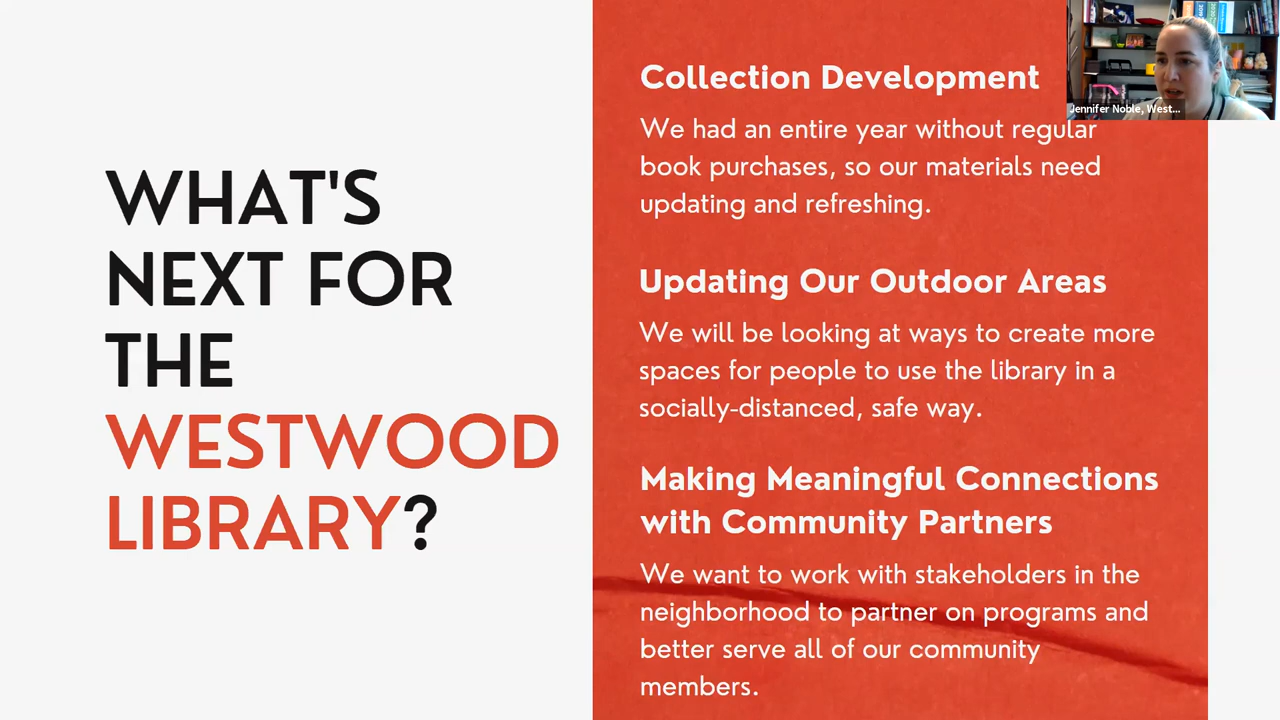 WHAT'S
NEXT FOR
THE
WESTWOOD
LIBRARY?
Collection Development
We had an entire year without regular
book purchases, so our materials need
updating and refreshing.
Updating Our Outdoor Areas
We will be looking at ways to create more
spaces for people to use the library in a
socially-distanced, safe way.
Making Meaningful Connections
with Community Partners
We want to work with stakeholders in the
neighborhood to partner on programs and
better serve all of our community
members.
Jennifer Noble, West...